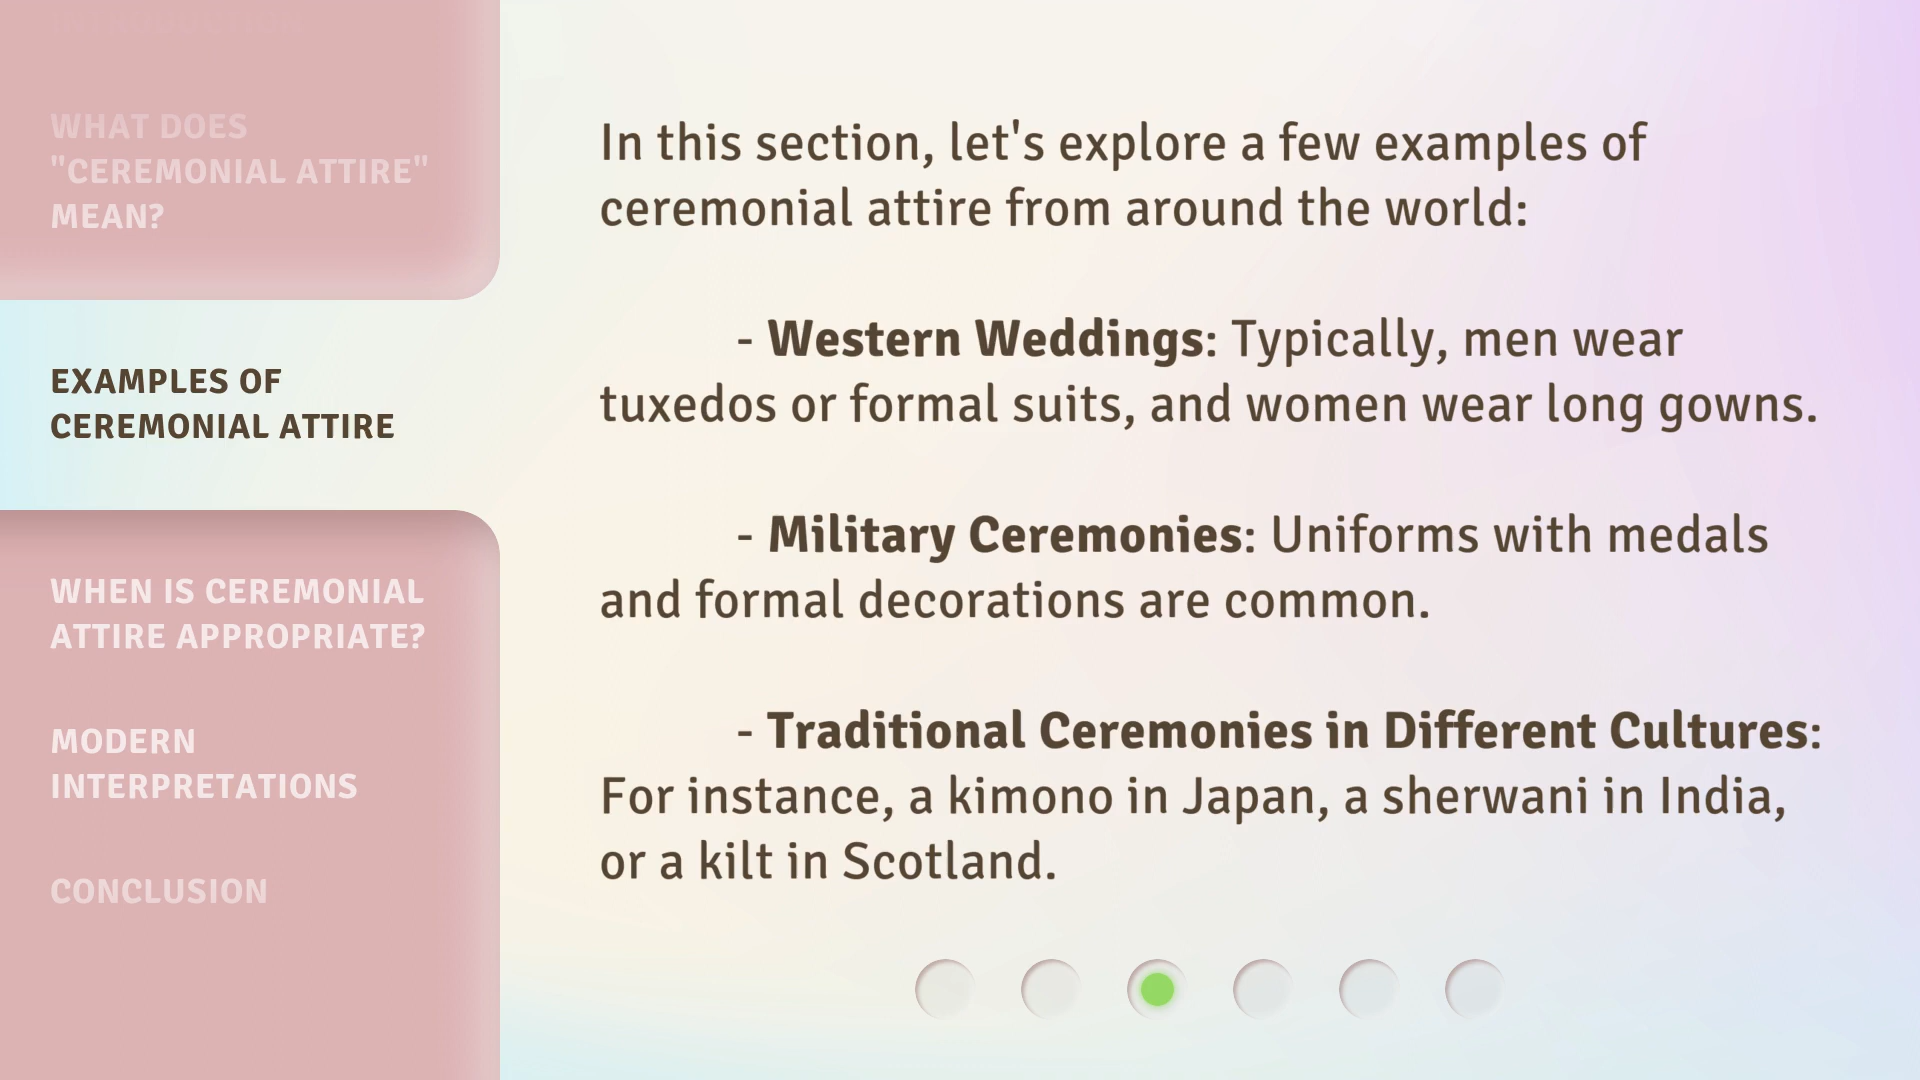 INTRODUCTION
WHAT DOES
"CEREMONIAL ATTIRE"
MEAN?
EXAMPLES OF
CEREMONIAL ATTIRE
WHEN IS CEREMONIAL
ATTIRE APPROPRIATE?
MODERN
INTERPRETATIONS
CONCLUSION
In this section, let's explore a few examples of
ceremonial attire from around the world:
- Western Weddings: Typically, men wear
tuxedos or formal suits, and women wear long gowns.
- Military Ceremonies: Uniforms with medals
and formal decorations are common.
- Traditional Ceremonies in Different Cultures:
For instance, a kimono in Japan, a sherwani in India,
or a kilt in Scotland.